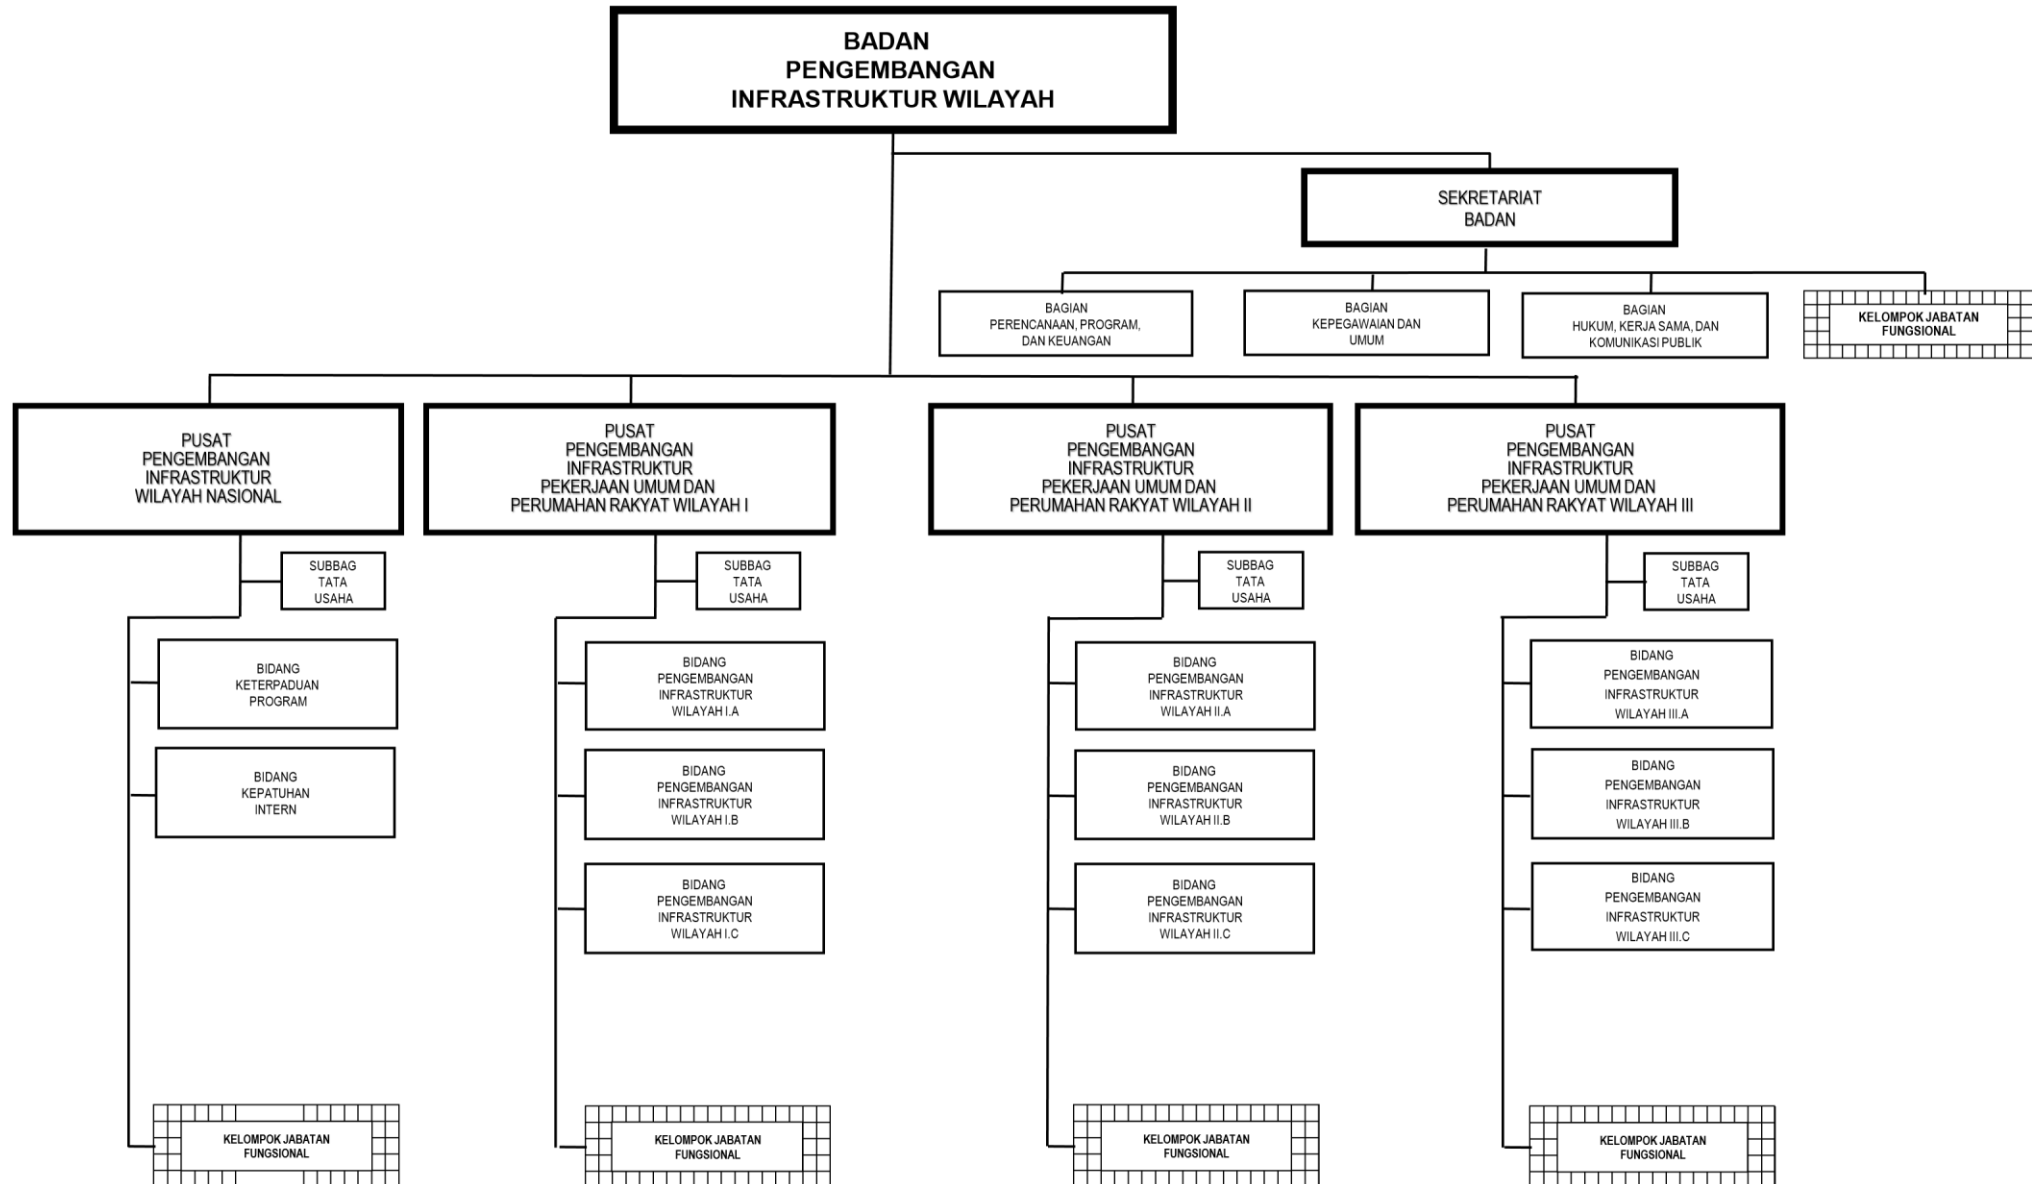 BADAN
PENGEMBANGAN
INFRASTRUKTUR WILAYAH
SEKRETARIAT
BADAN
BAGIAN
PERENCANAAN, PROGRAM,
DAN KEUANGAN
BAGIAN
KEPEGAWAIAN DAN
UMUM
BAGIAN
HUKUM, KERJA SAMA, DAN
KOMUNIKASI PUBLIK
KELOMPOK JABATAN
FUNGSIONAL
PUSAT
PENGEMBANGAN
INFRASTRUKTUR
WILAYAH NASIONAL
PUSAT
PENGEMBANGAN
INFRASTRUKTUR
PEKERJAAN UMUM DAN
PERUMAHAN RAKYAT WILAYAH I
PUSAT
PENGEMBANGAN
INFRASTRUKTUR
PEKERJAAN UMUM DAN
PERUMAHAN RAKYAT WILAYAH II
PUSAT
PENGEMBANGAN
INFRASTRUKTUR
PEKERJAAN UMUM DAN
PERUMAHAN RAKYAT WILAYAH III
SUBBAG
TATA
USAHA
SUBBAG
TATA
USAHA
SUBBAG
TATA
USAHA
SUBBAG
TATA
USAHA
BIDANG
KETERPADUAN
PROGRAM
BIDANG
PENGEMBANGAN
INFRASTRUKTUR
WILAYAH I.A
BIDANG
PENGEMBANGAN
INFRASTRUKTUR
WILAYAH II.A
BIDANG
PENGEMBANGAN
INFRASTRUKTUR
WILAYAH III.A
BIDANG
KEPATUHAN
INTERN
BIDANG
PENGEMBANGAN
INFRASTRUKTUR
WILAYAH I.B
BIDANG
PENGEMBANGAN
INFRASTRUKTUR
WILAYAH II.B
BIDANG
PENGEMBANGAN
INFRASTRUKTUR
WILAYAH III.B
BIDANG
PENGEMBANGAN
INFRASTRUKTUR
WILAYAH I.C
BIDANG
PENGEMBANGAN
INFRASTRUKTUR
WILAYAH II.C
BIDANG
PENGEMBANGAN
INFRASTRUKTUR
WILAYAH III.C
KELOMPOK JABATAN
FUNGSIONAL
KELOMPOK JABATAN
FUNGSIONAL
KELOMPOK JABATAN
FUNGSIONAL
KELOMPOK JABATAN
FUNGSIONAL